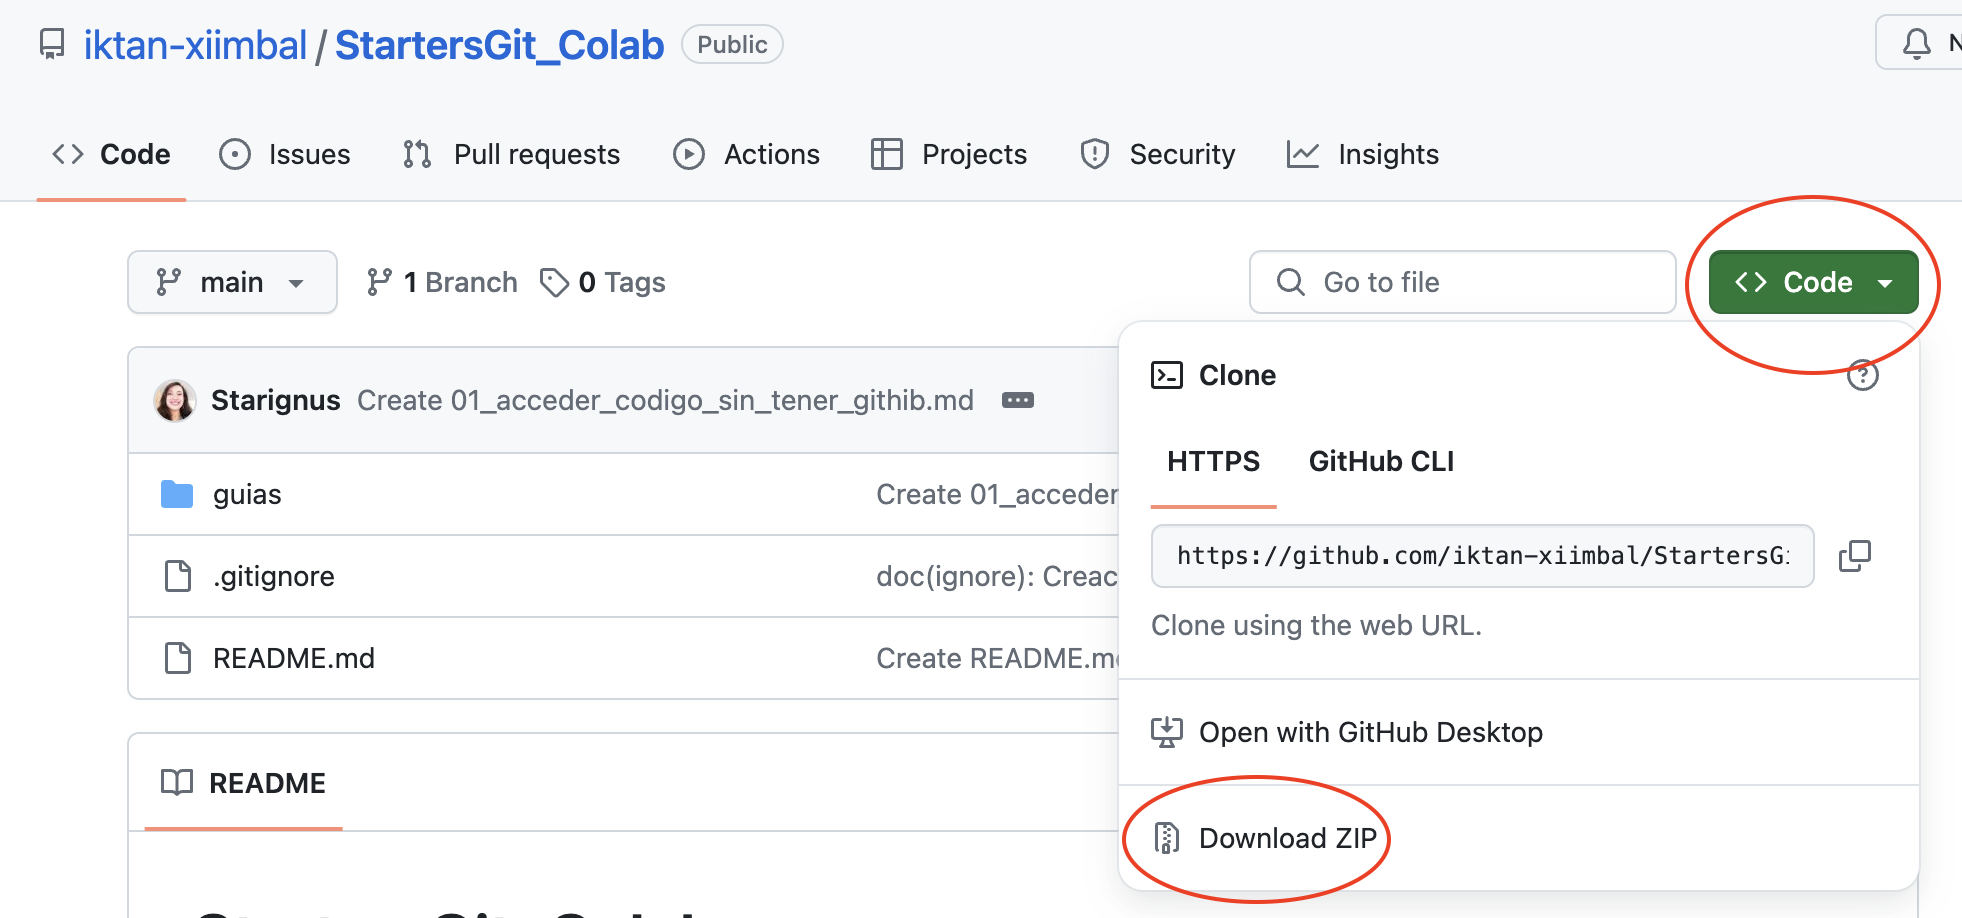 iktan-xiimbal / StartersGit_Colab Public
Code Issues Pull requests Actions Projects Security Insights
main 1 Branch 0 Tags Go to file Code
Starignus Create 01_acceder_codigo_sin_tener_githib.md
guias Create 01_acceder
.gitignore doc(ignore): Creac
README.md Create README.md
README
Clone
HTTPS GitHub CLI
https://github.com/iktan-xiimbal/StartersGi
Clone using the web URL.
Open with GitHub Desktop
Download ZIP